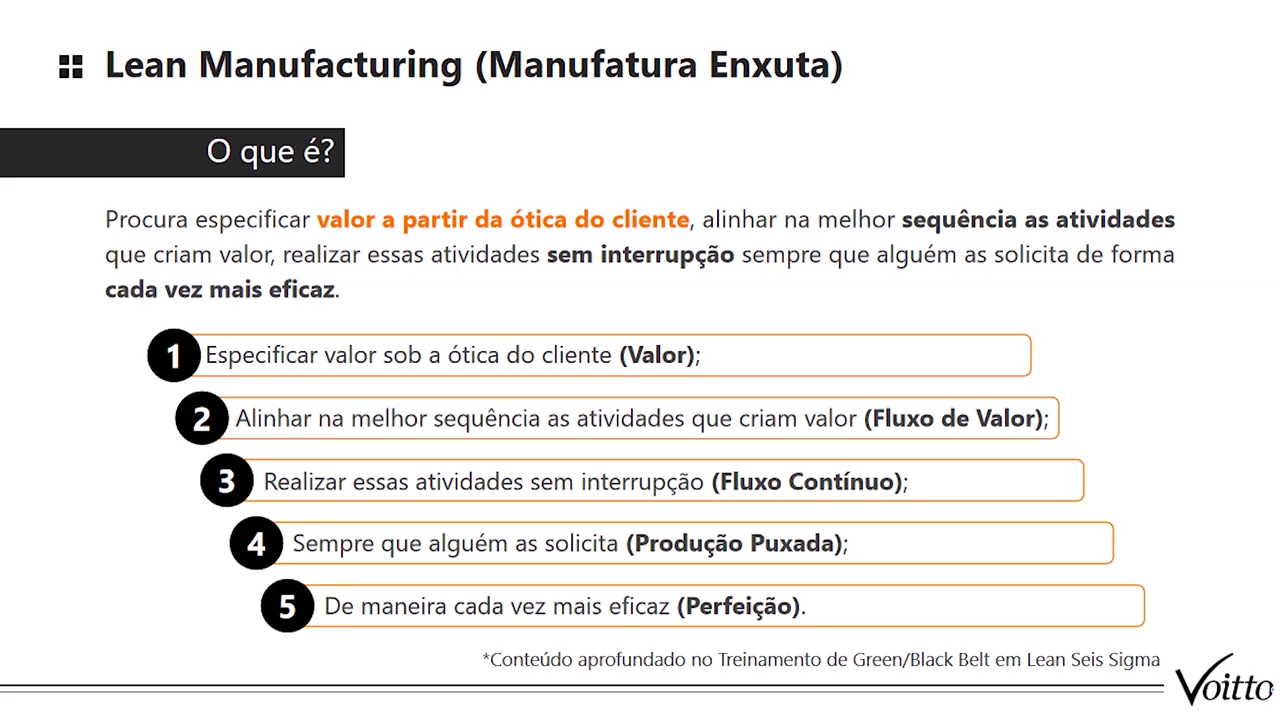 Lean Manufacturing (Manufatura Enxuta)
O que é?
Procura especificar valor a partir da ótica do cliente, alinhar na melhor sequência as atividades
que criam valor, realizar essas atividades sem interrupção sempre que alguém as solicita de forma
cada vez mais eficaz.
1 Especificar valor sob a ótica do cliente (Valor);
2 Alinhar na melhor sequência as atividades que criam valor (Fluxo de Valor);
3 Realizar essas atividades sem interrupção (Fluxo Contínuo);
4 Sempre que alguém as solicita (Produção Puxada);
5 De maneira cada vez mais eficaz (Perfeição).
*Conteúdo aprofundado no Treinamento de Green/Black Belt em Lean Seis Sigma
Voitto